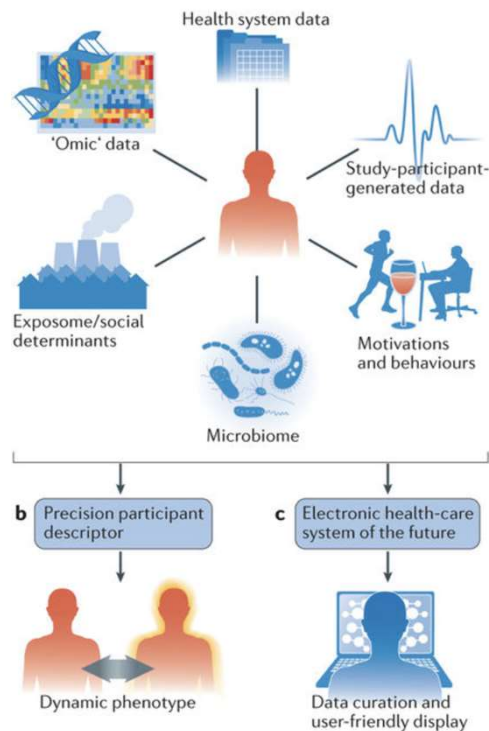 Health system data
'Omic' data
Study-participant-
generated data
Exposome/social
determinants
Motivations
and behaviours
Microbiome
b
Precision participant
descriptor
c
Electronic health-care
system of the future
Dynamic phenotype
Data curation and
user-friendly display